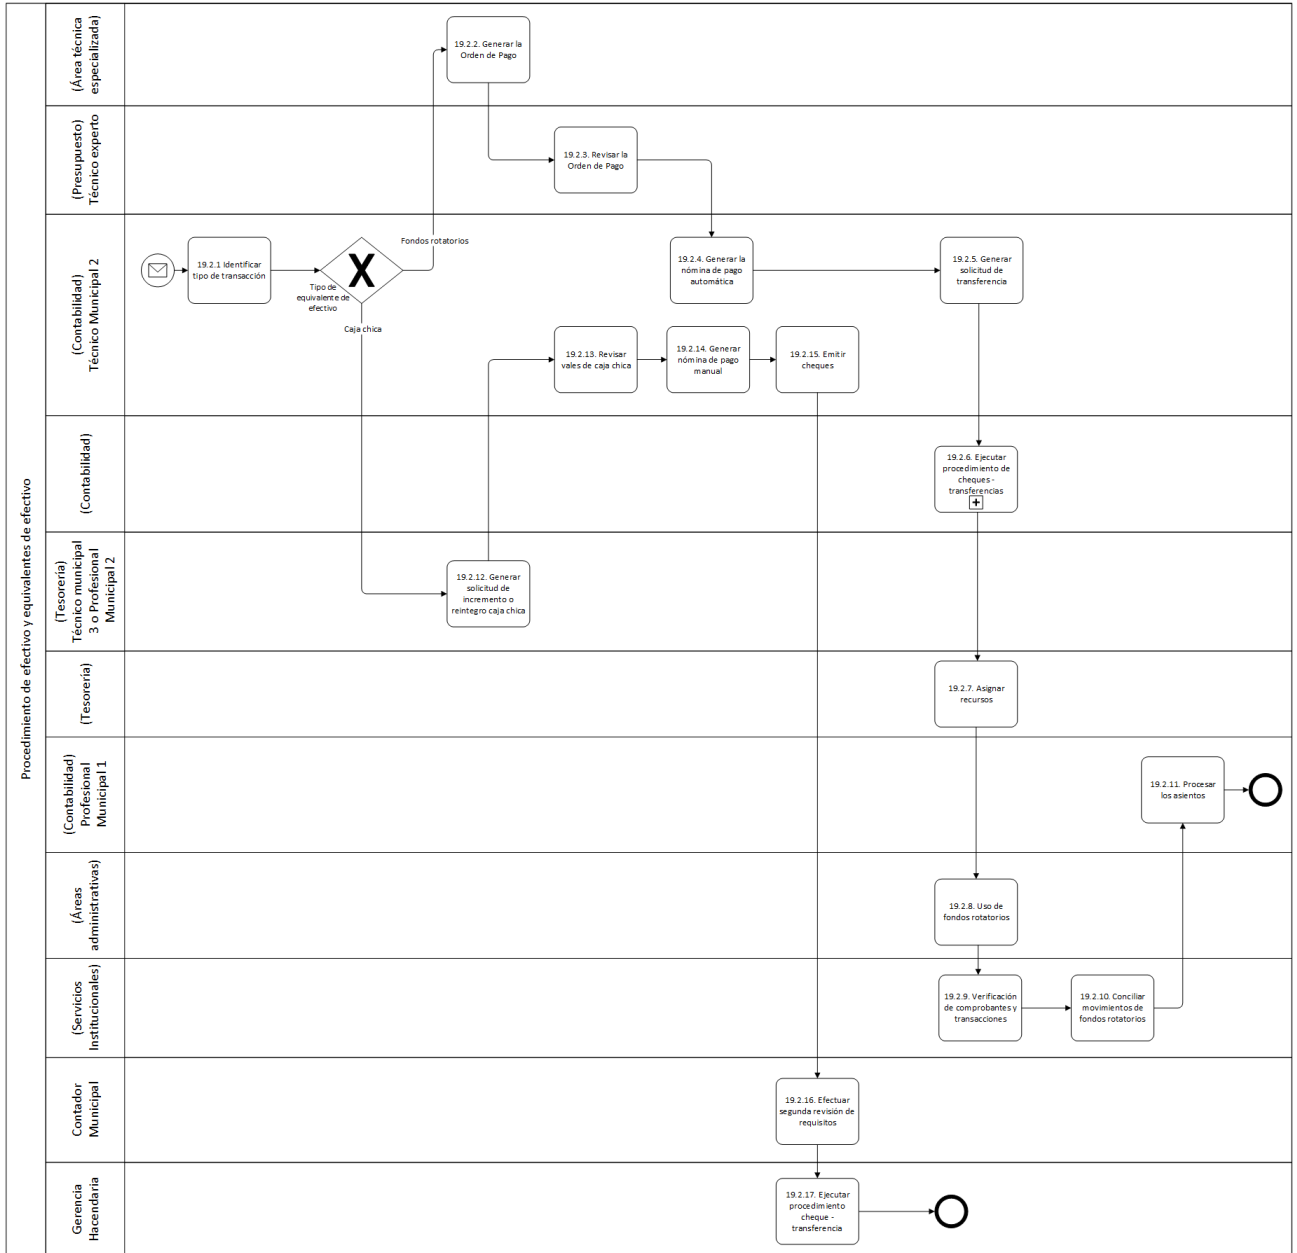 Procedimiento de efectivo y equivalentes de efectivo
(Área técnica
especializada)
19.2.2. Generar la
Orden de Pago
(Presupuesto)
Técnico experto
19.2.3. Revisar la
Orden de Pago
(Contabilidad)
Técnico Municipal 2
19.2.1 Identificar
tipo de transacción
Tipo de
equivalente de
efectivo
Fondos rotatorios
Caja chica
19.2.4. Generar la
nómina de pago
automática
19.2.5. Generar
solicitud de
transferencia
19.2.13. Revisar
vales de caja chica
19.2.14. Generar
nómina de pago
manual
19.2.15. Emitir
cheques
(Contabilidad)
19.2.6. Ejecutar
procedimiento de
cheques -
transferencias
(Tesorería)
Técnico municipal
3 o Profesional
Municipal 2
19.2.12. Generar
solicitud de
incremento o
reintegro caja chica
(Tesorería)
19.2.7. Asignar
recursos
(Contabilidad)
Profesional
Municipal 1
19.2.11. Procesar
los asientos
(Áreas
administrativas)
19.2.8. Uso de
fondos rotatorios
(Servicios
Institucionales)
19.2.9. Verificación
de comprobantes y
transacciones
19.2.10. Conciliar
movimientos de
fondos rotatorios
Contador
Municipal
19.2.16. Efectuar
segunda revisión de
requisitos
Gerencia
Hacendaria
19.2.17. Ejecutar
procedimiento
cheque -
transferencia